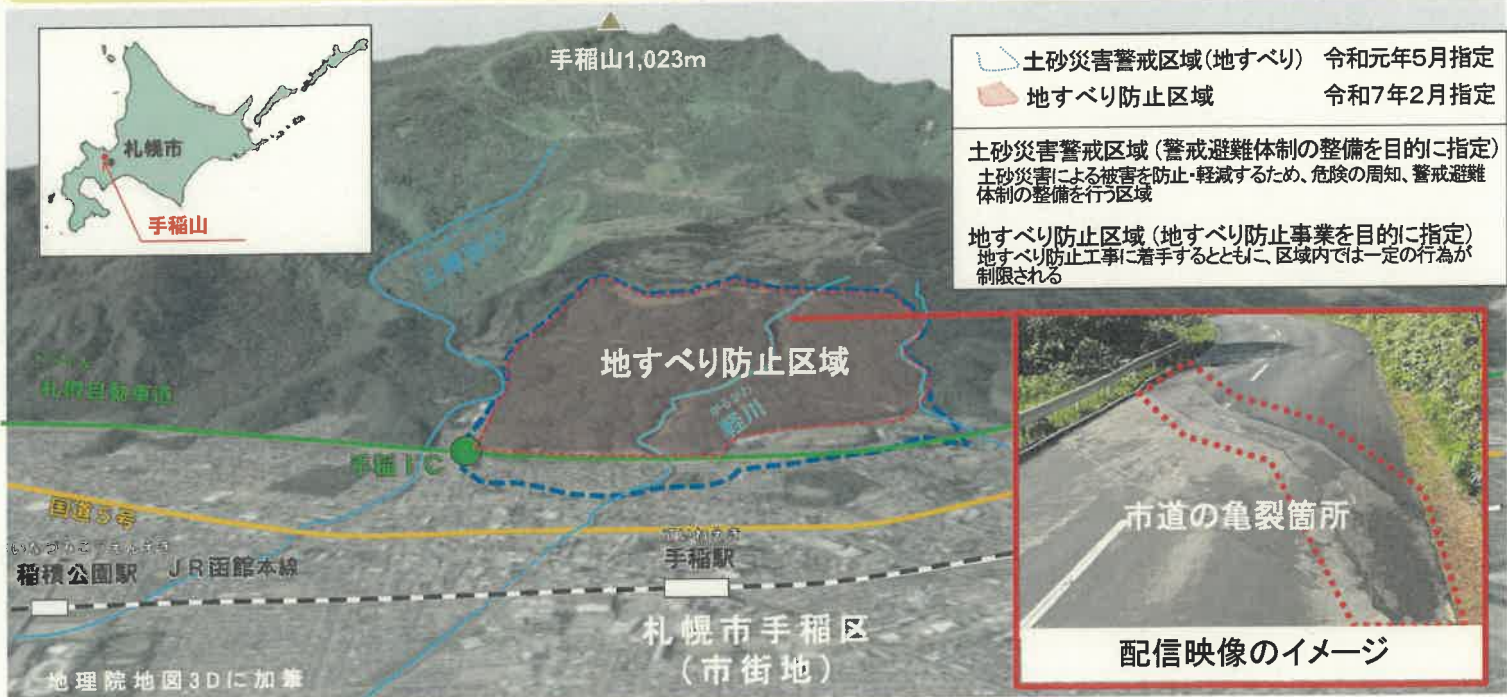 手稲山1,023m
札幌市
手稲山
土砂災害警戒区域(地すべり) 令和元年5月指定
地すべり防止区域 令和7年2月指定
土砂災害警戒区域(警戒避難体制の整備を目的に指定)
土砂災害による被害を防止・軽減するため、危険の周知、警戒避難
体制の整備を行う区域
地すべり防止区域(地すべり防止事業を目的に指定)
地すべり防止工事に着手するとともに、区域内では一定の行為が
制限される
地すべり防止区域
札幌自動車道
手稲IC
国道5号
稲積公園駅
JR函館本線
手稲駅
札幌市手稲区
(市街地)
市道の亀裂箇所
配信映像のイメージ
地理院地図3Dに加筆